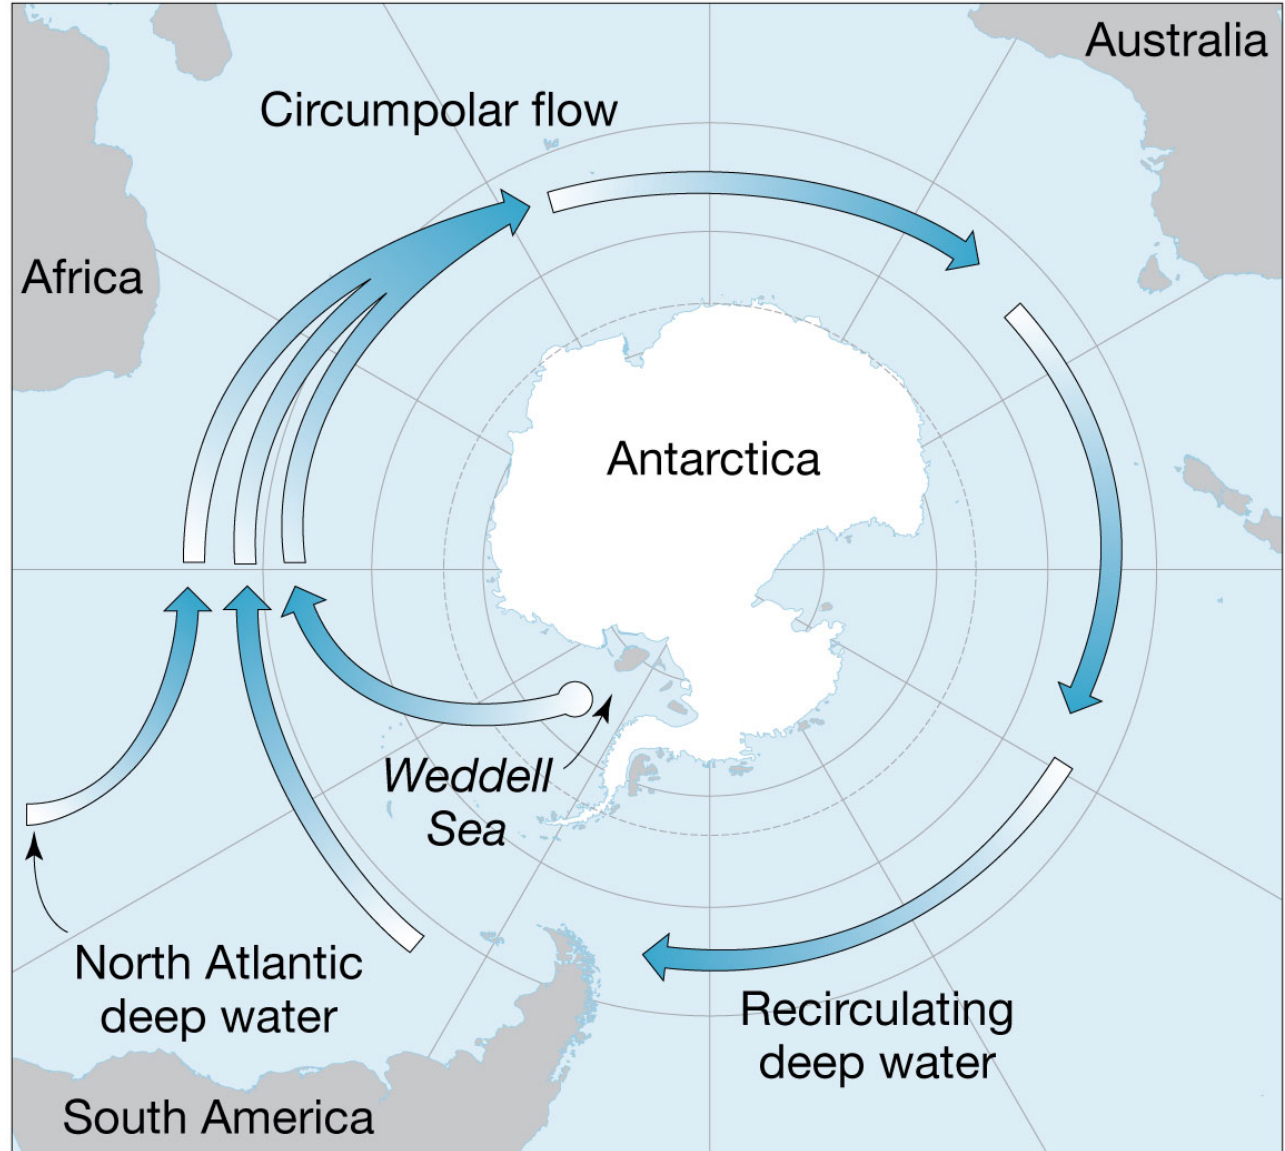 Australia
Circumpolar flow
Africa
Antarctica
Weddell
Sea
North Atlantic
deep water
Recirculating
deep water
South America